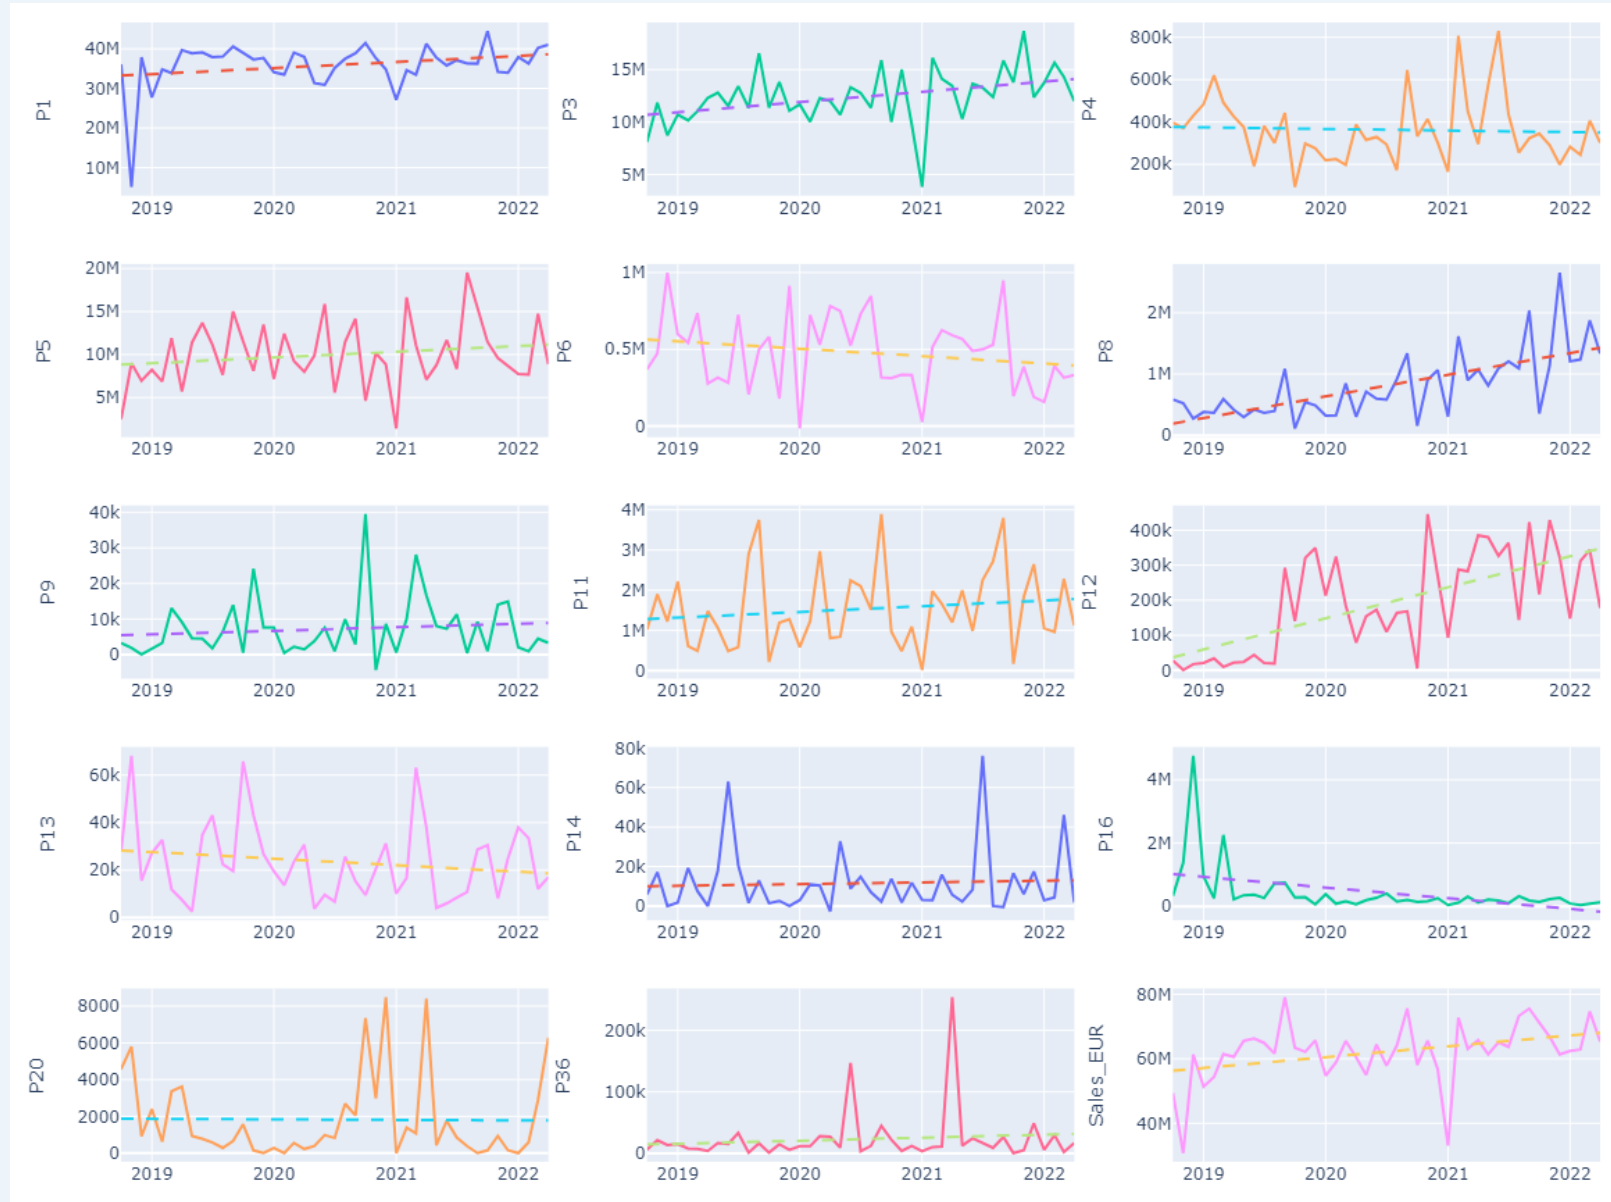 P1
40M
30M
20M
10M
2019 2020 2021 2022
P3
15M
10M
5M
2019 2020 2021 2022
P4
800k
600k
400k
200k
2019 2020 2021 2022
P5
20M
15M
10M
5M
2019 2020 2021 2022
P6
1M
0.5M
0
2019 2020 2021 2022
P8
2M
1M
0
2019 2020 2021 2022
P9
40k
30k
20k
10k
0
2019 2020 2021 2022
P11
4M
3M
2M
1M
0
2019 2020 2021 2022
P12
400k
300k
200k
100k
0
2019 2020 2021 2022
P13
60k
40k
20k
0
2019 2020 2021 2022
P14
80k
60k
40k
20k
0
2019 2020 2021 2022
P16
4M
2M
0
2019 2020 2021 2022
P20
8000
6000
4000
2000
0
2019 2020 2021 2022
P36
200k
100k
0
2019 2020 2021 2022
Sales_EUR
80M
60M
40M
2019 2020 2021 2022